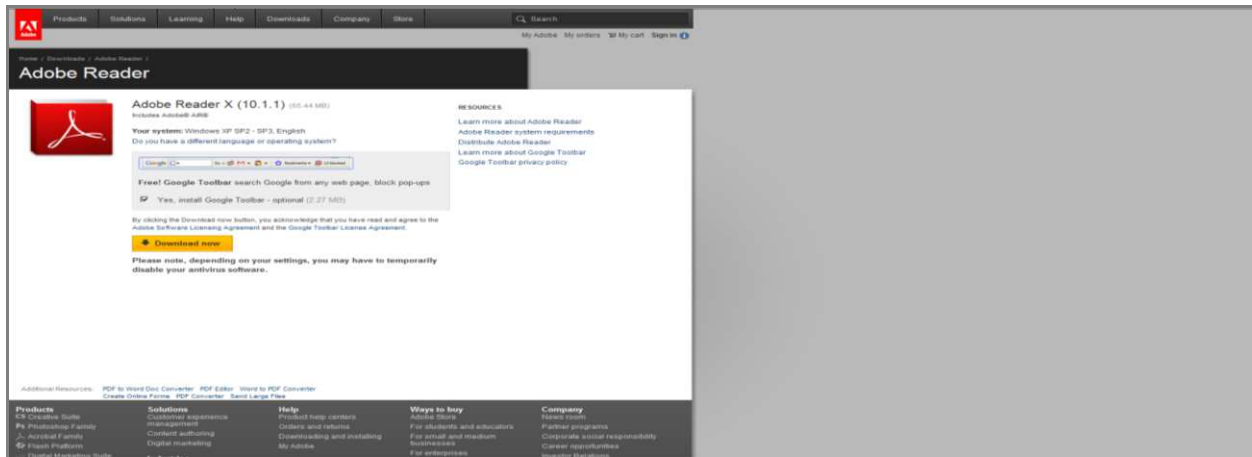 Products Solutions Learning Help Downloads Company Store Search
Adobe
My Adobe My orders My cart Sign in
Home / Downloads / Adobe Reader /
Adobe Reader
Adobe Reader X (10.1.1) (55.44 MB)
Includes Adobe® AIR®
Your system: Windows XP SP2 - SP3, English
Do you have a different language or operating system?
Google
Free! Google Toolbar search Google from any web page, block pop-ups
Yes, install Google Toolbar - optional (2.27 MB)
By clicking the Download now button, you acknowledge that you have read and agree to the
Adobe Software Licensing Agreement and the Google Toolbar License Agreement.
Download now
Please note, depending on your settings, you may have to temporarily
disable your antivirus software.
RESOURCES
Learn more about Adobe Reader
Adobe Reader system requirements
Distribute Adobe Reader
Learn more about Google Toolbar
Google Toolbar privacy policy
Additional Resources: PDF to Word Doc Converter PDF Editor Word to PDF Converter
Create Online Forms PDF Converter Send Large Files
Products
CS Creative Suite
Ps Photoshop Family
Acrobat Family
Flash Platform
Digital Marketing Suite
Solutions
Customer experience
management
Content authoring
Digital marketing
Help
Product help centers
Orders and returns
Downloading and installing
My Adobe
Ways to buy
Adobe Store
For students and educators
For small and medium
businesses
For enterprises
Company
News room
Partner programs
Corporate social responsibility
Career opportunities
Investor Relations